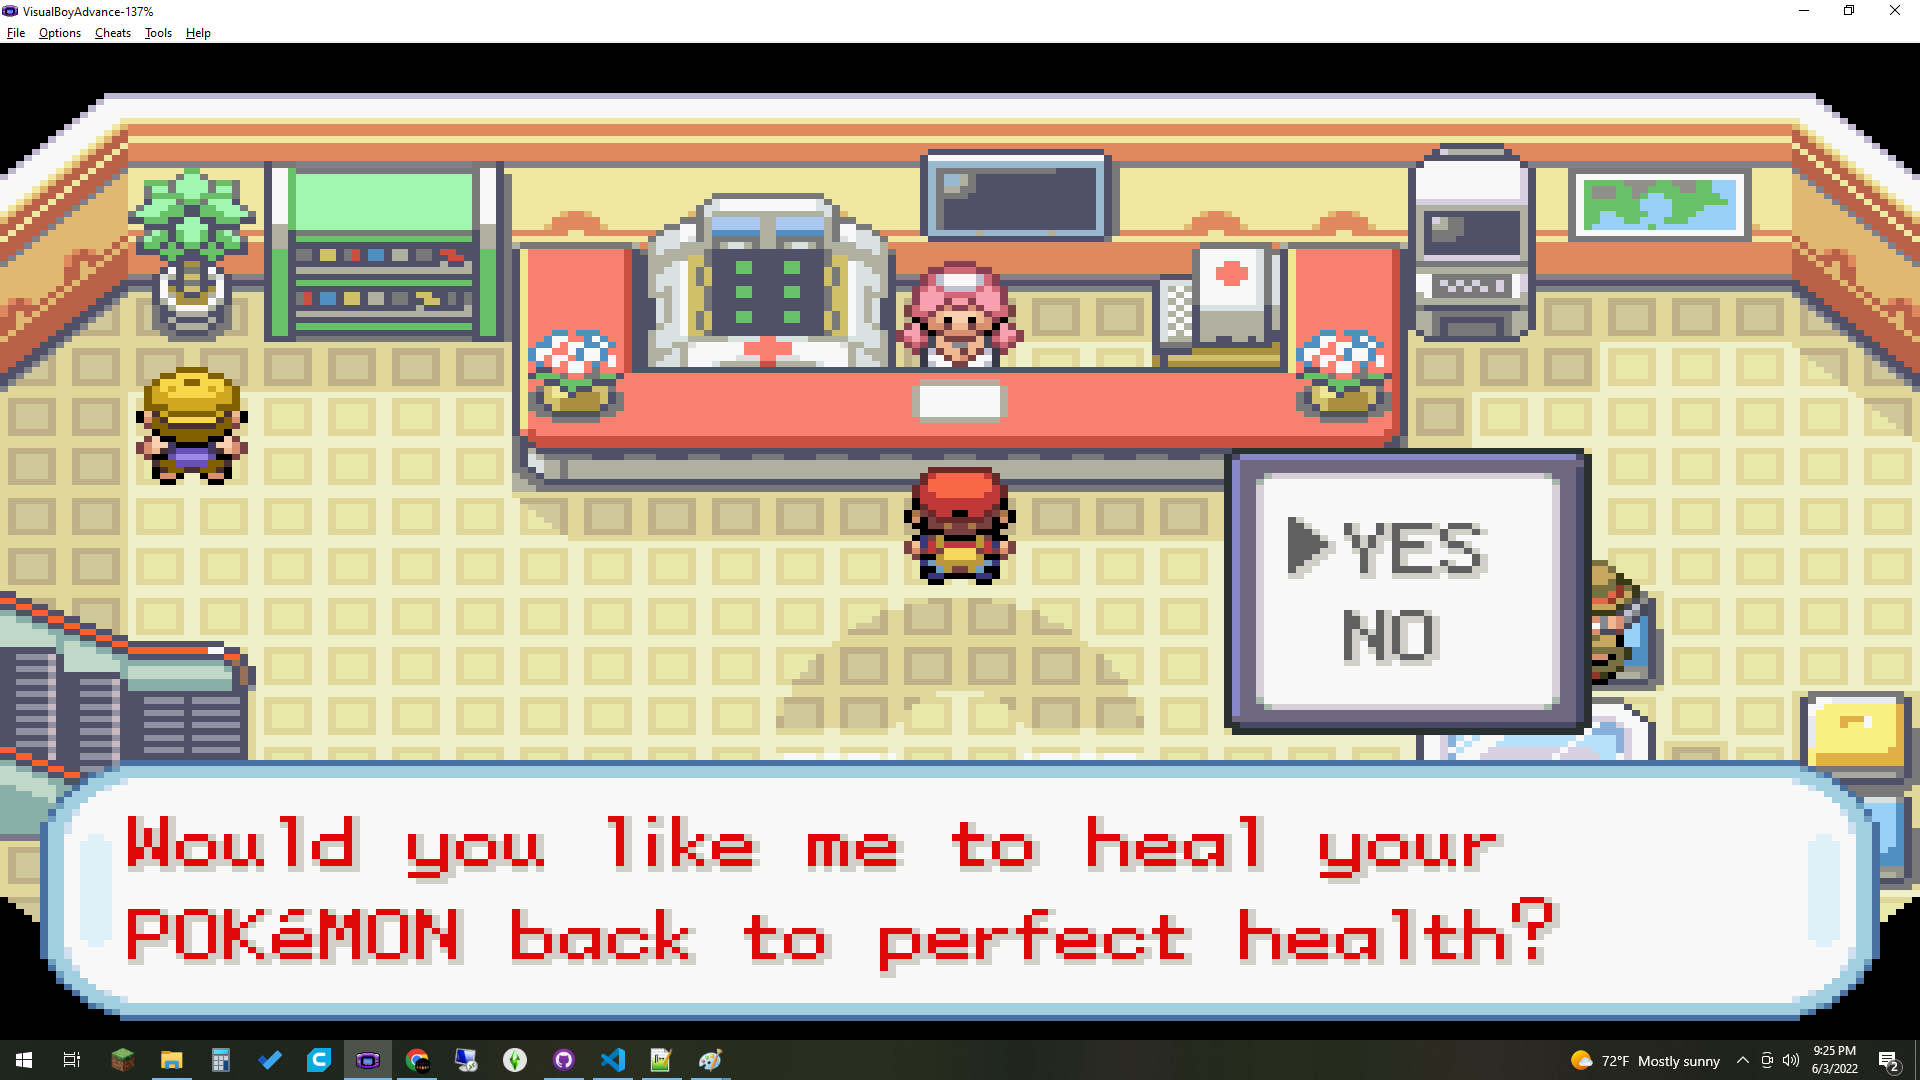 VisualBoyAdvance-137%
File Options Cheats Tools Help
YES
NO
Would you like me to heal your
POKéMON back to perfect health?
72°F Mostly sunny
9:25 PM
6/3/2022
2